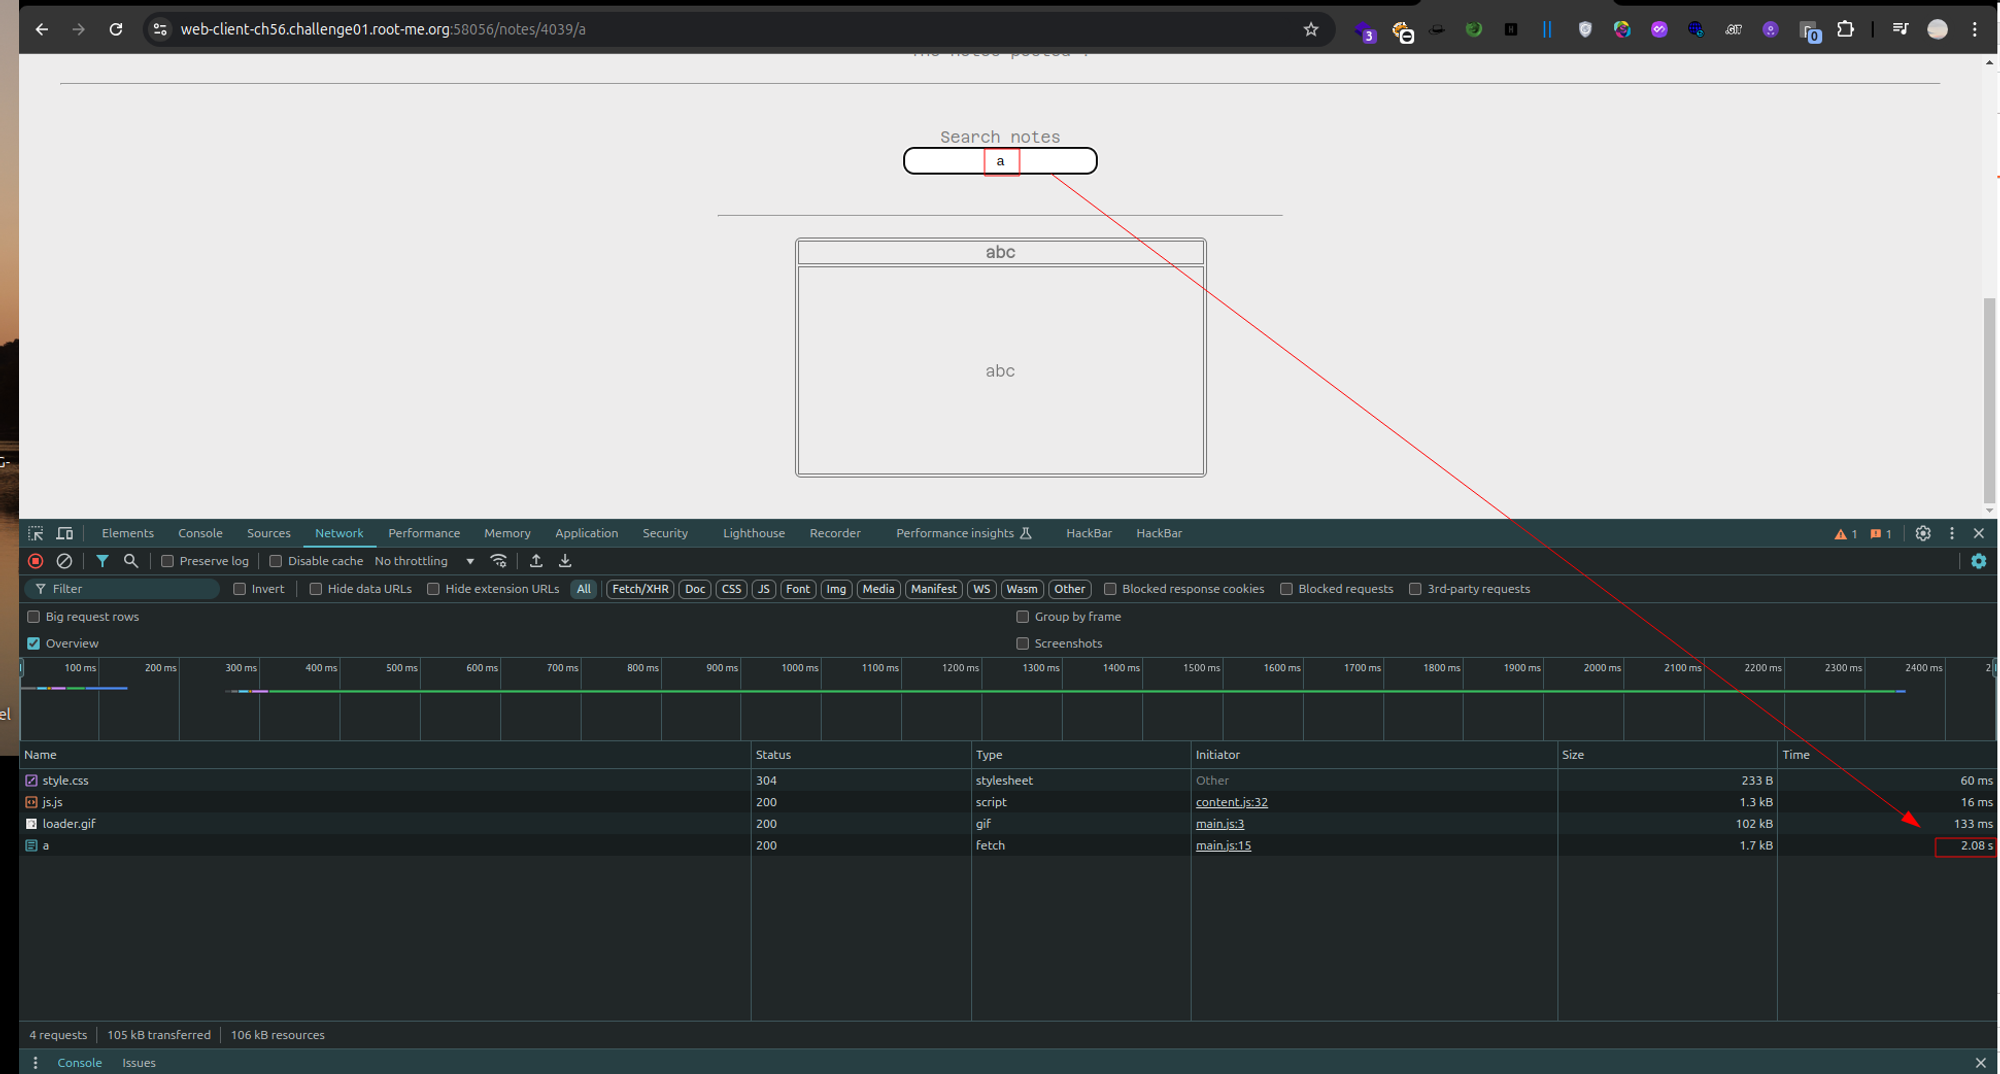 web-client-ch56.challenge01.root-me.org:58056/notes/4039/a
3
.GIT
0
The notes posted :
Search notes
a
abc
abc
G-
el
Elements Console Sources Network Performance Memory Application Security Lighthouse Recorder Performance insights HackBar HackBar 1 1
Preserve log Disable cache No throttling
Filter Invert Hide data URLs Hide extension URLs All Fetch/XHR Doc CSS JS Font Img Media Manifest WS Wasm Other Blocked response cookies Blocked requests 3rd-party requests
Big request rows Group by frame
Overview Screenshots
100 ms 200 ms 300 ms 400 ms 500 ms 600 ms 700 ms 800 ms 900 ms 1000 ms 1100 ms 1200 ms 1300 ms 1400 ms 1500 ms 1600 ms 1700 ms 1800 ms 1900 ms 2000 ms 2100 ms 2200 ms 2300 ms 2400 ms 2
Name Status Type Initiator Size Time
style.css 304 stylesheet Other 233 B 60 ms
js.js 200 script content.js:32 1.3 kB 16 ms
loader.gif 200 gif main.js:3 102 kB 133 ms
a 200 fetch main.js:15 1.7 kB 2.08 s
4 requests 105 kB transferred 106 kB resources
Console Issues